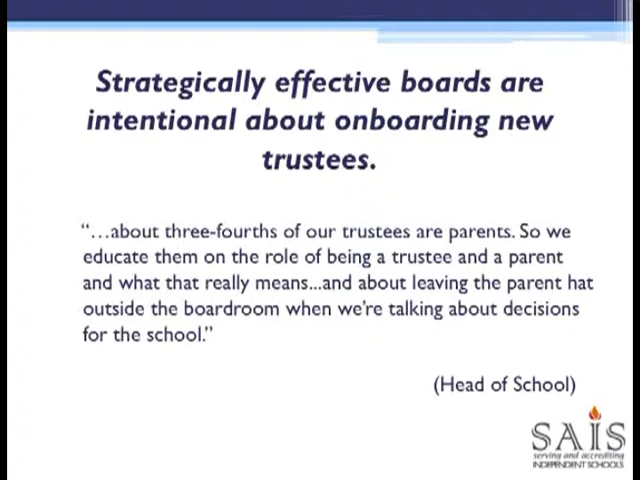 Strategically effective boards are
intentional about onboarding new
trustees.
“…about three-fourths of our trustees are parents. So we
educate them on the role of being a trustee and a parent
and what that really means...and about leaving the parent hat
outside the boardroom when we’re talking about decisions
for the school.”
(Head of School)
SAIS
serving and accrediting
INDEPENDENT SCHOOLS